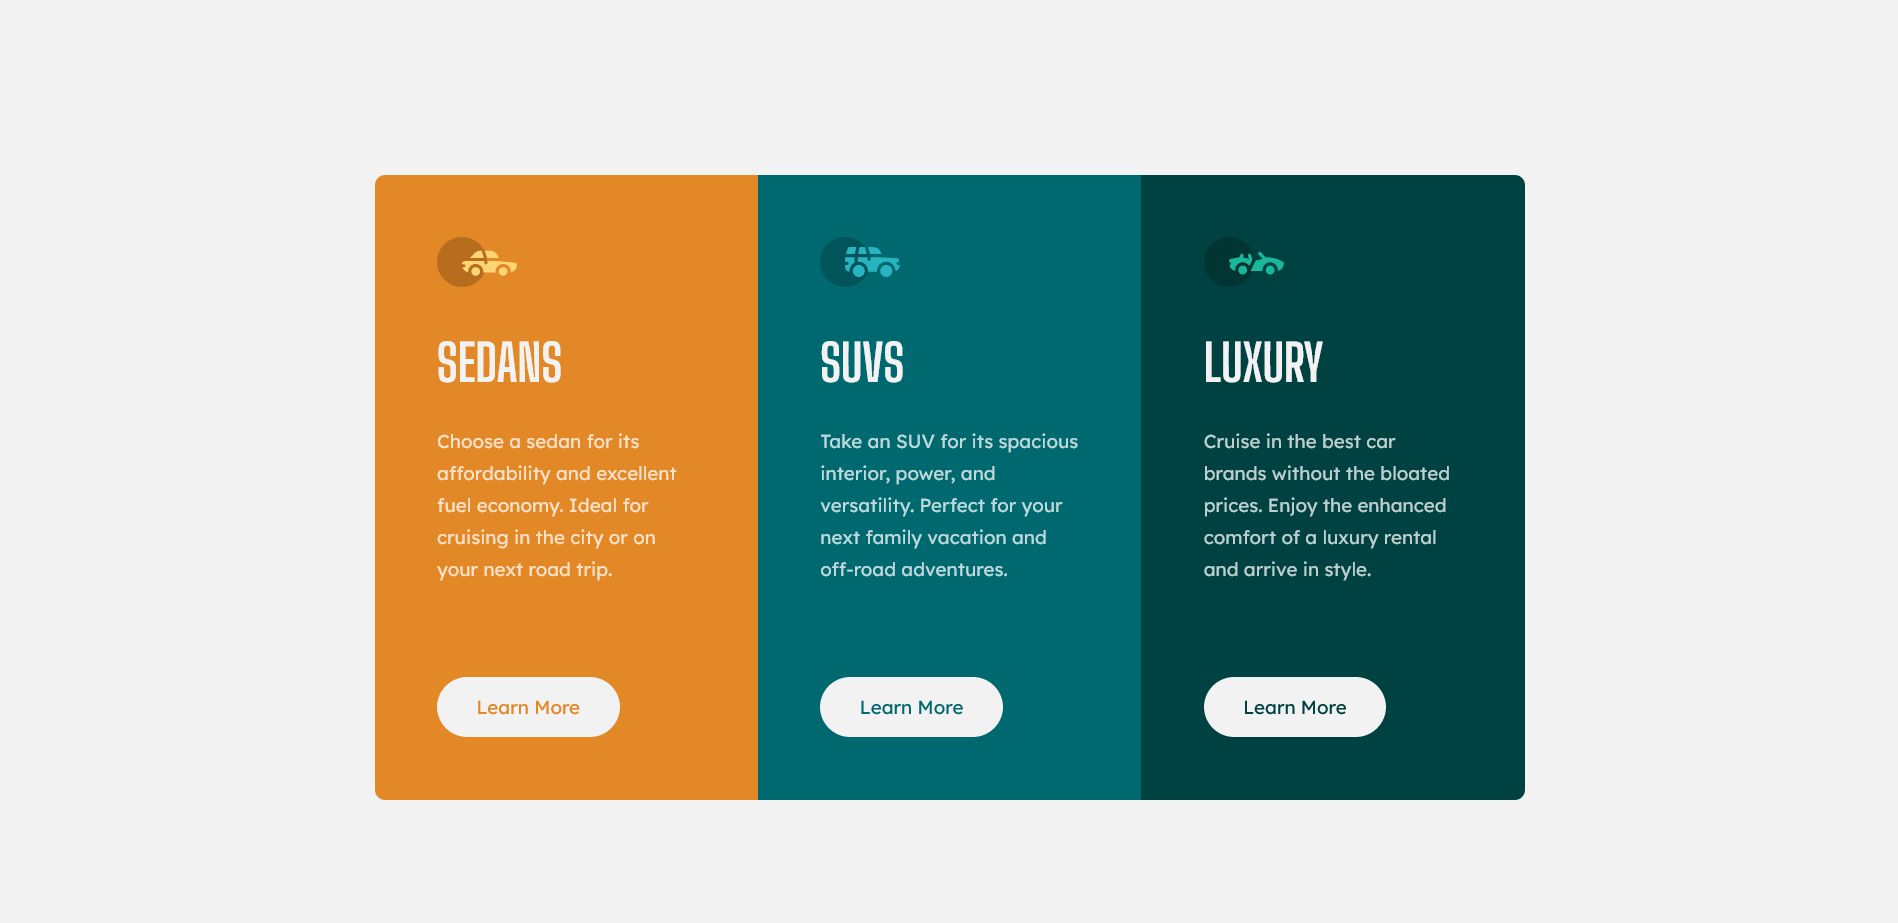 SEDANS
Choose a sedan for its
affordability and excellent
fuel economy. Ideal for
cruising in the city or on
your next road trip.
Learn More
SUVS
Take an SUV for its spacious
interior, power, and
versatility. Perfect for your
next family vacation and
off-road adventures.
Learn More
LUXURY
Cruise in the best car
brands without the bloated
prices. Enjoy the enhanced
comfort of a luxury rental
and arrive in style.
Learn More